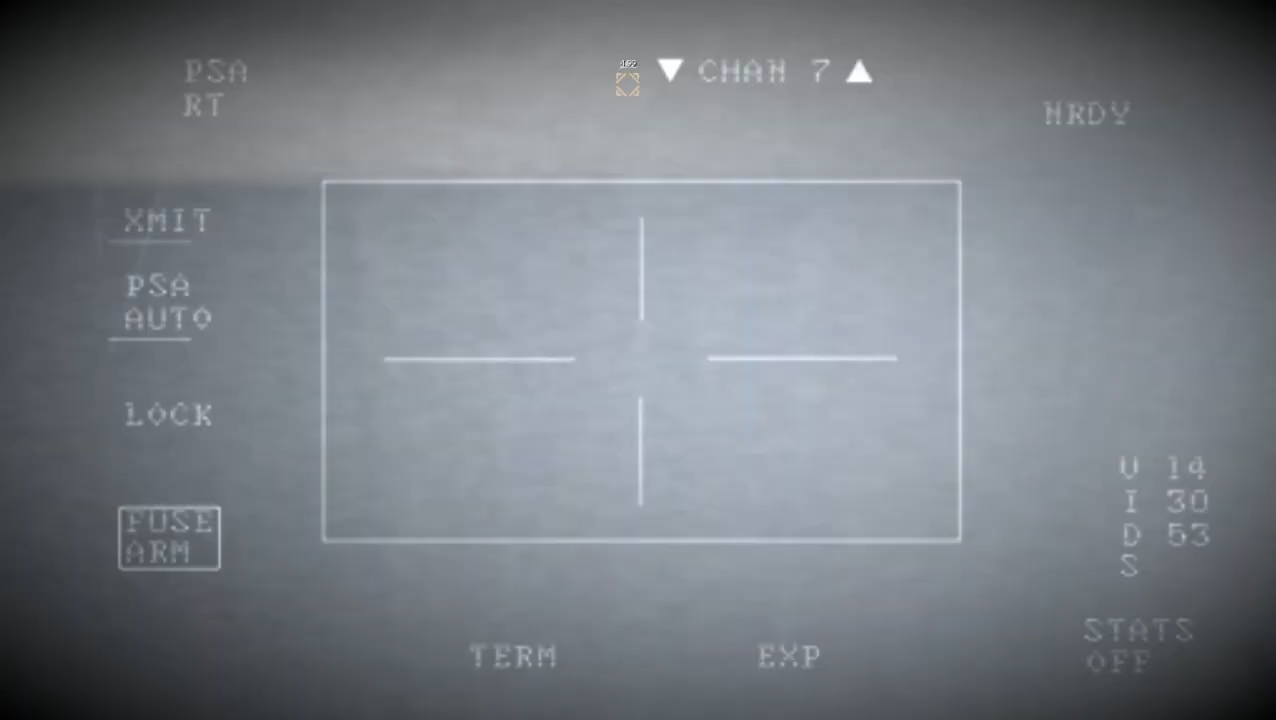 PSA
RT
CHAN 7
NRDY
XMIT
PSA
AUTO
LOCK
FUSE
ARM
V 14
I 30
D 53
S
STATS
OFF
TERM
EXP